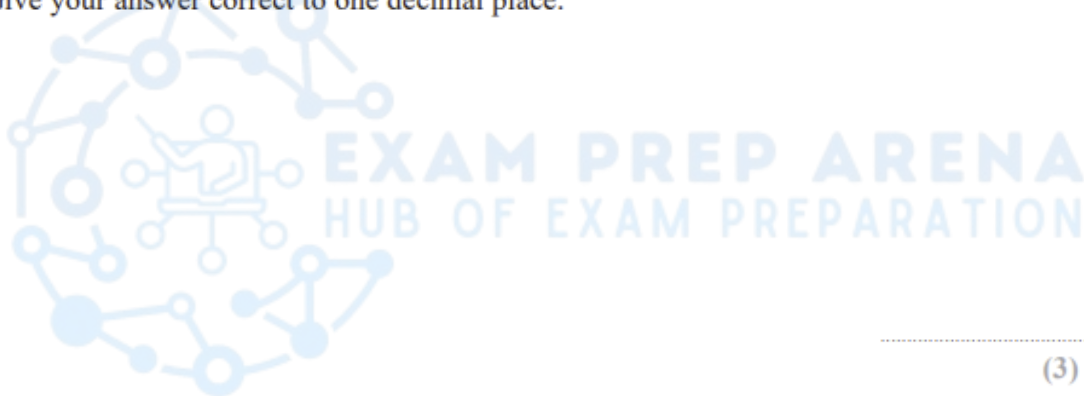 give your answer correct to one decimal place.
EXAM PREP ARENA
HUB OF EXAM PREPARATION
(3)